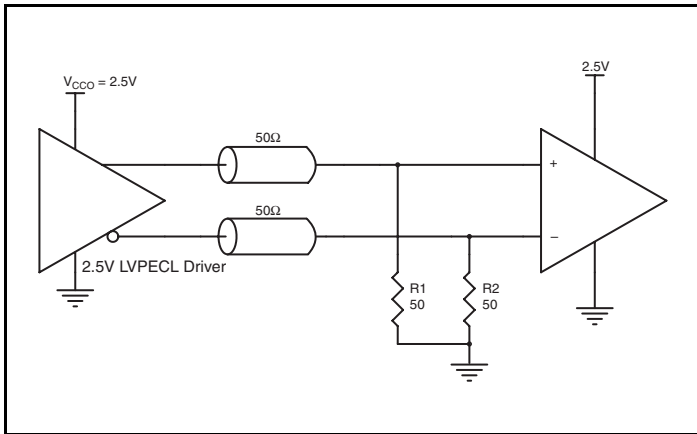 V_CCO = 2.5V
2.5V
50Ω
+
50Ω
–
2.5V LVPECL Driver
R1
50
R2
50